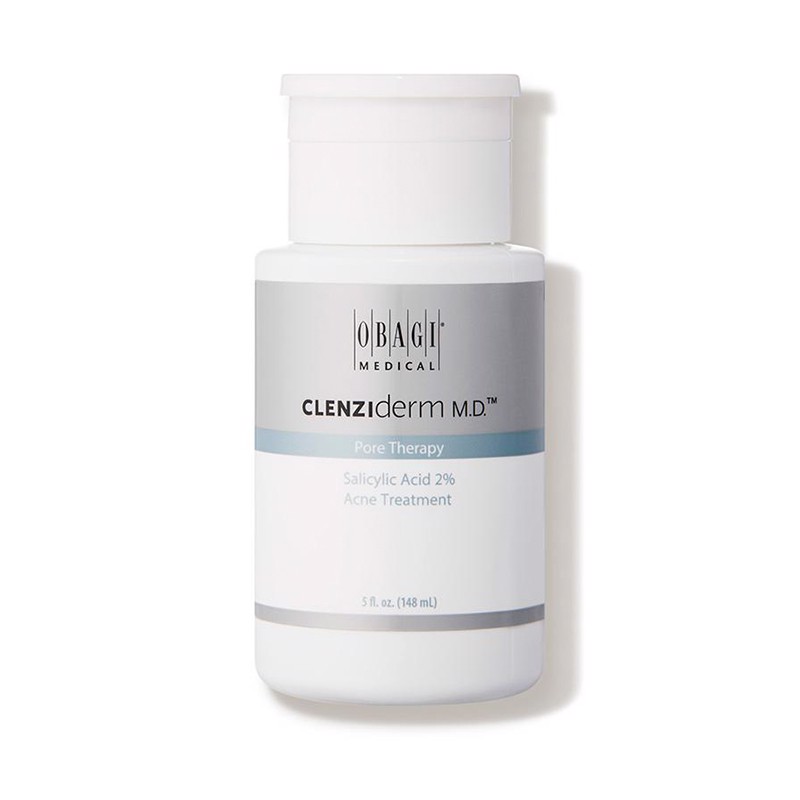 OBAGI®
MEDICAL
CLENZIderm M.D.™
Pore Therapy
Salicylic Acid 2%
Acne Treatment
5 fl. oz. (148 mL)